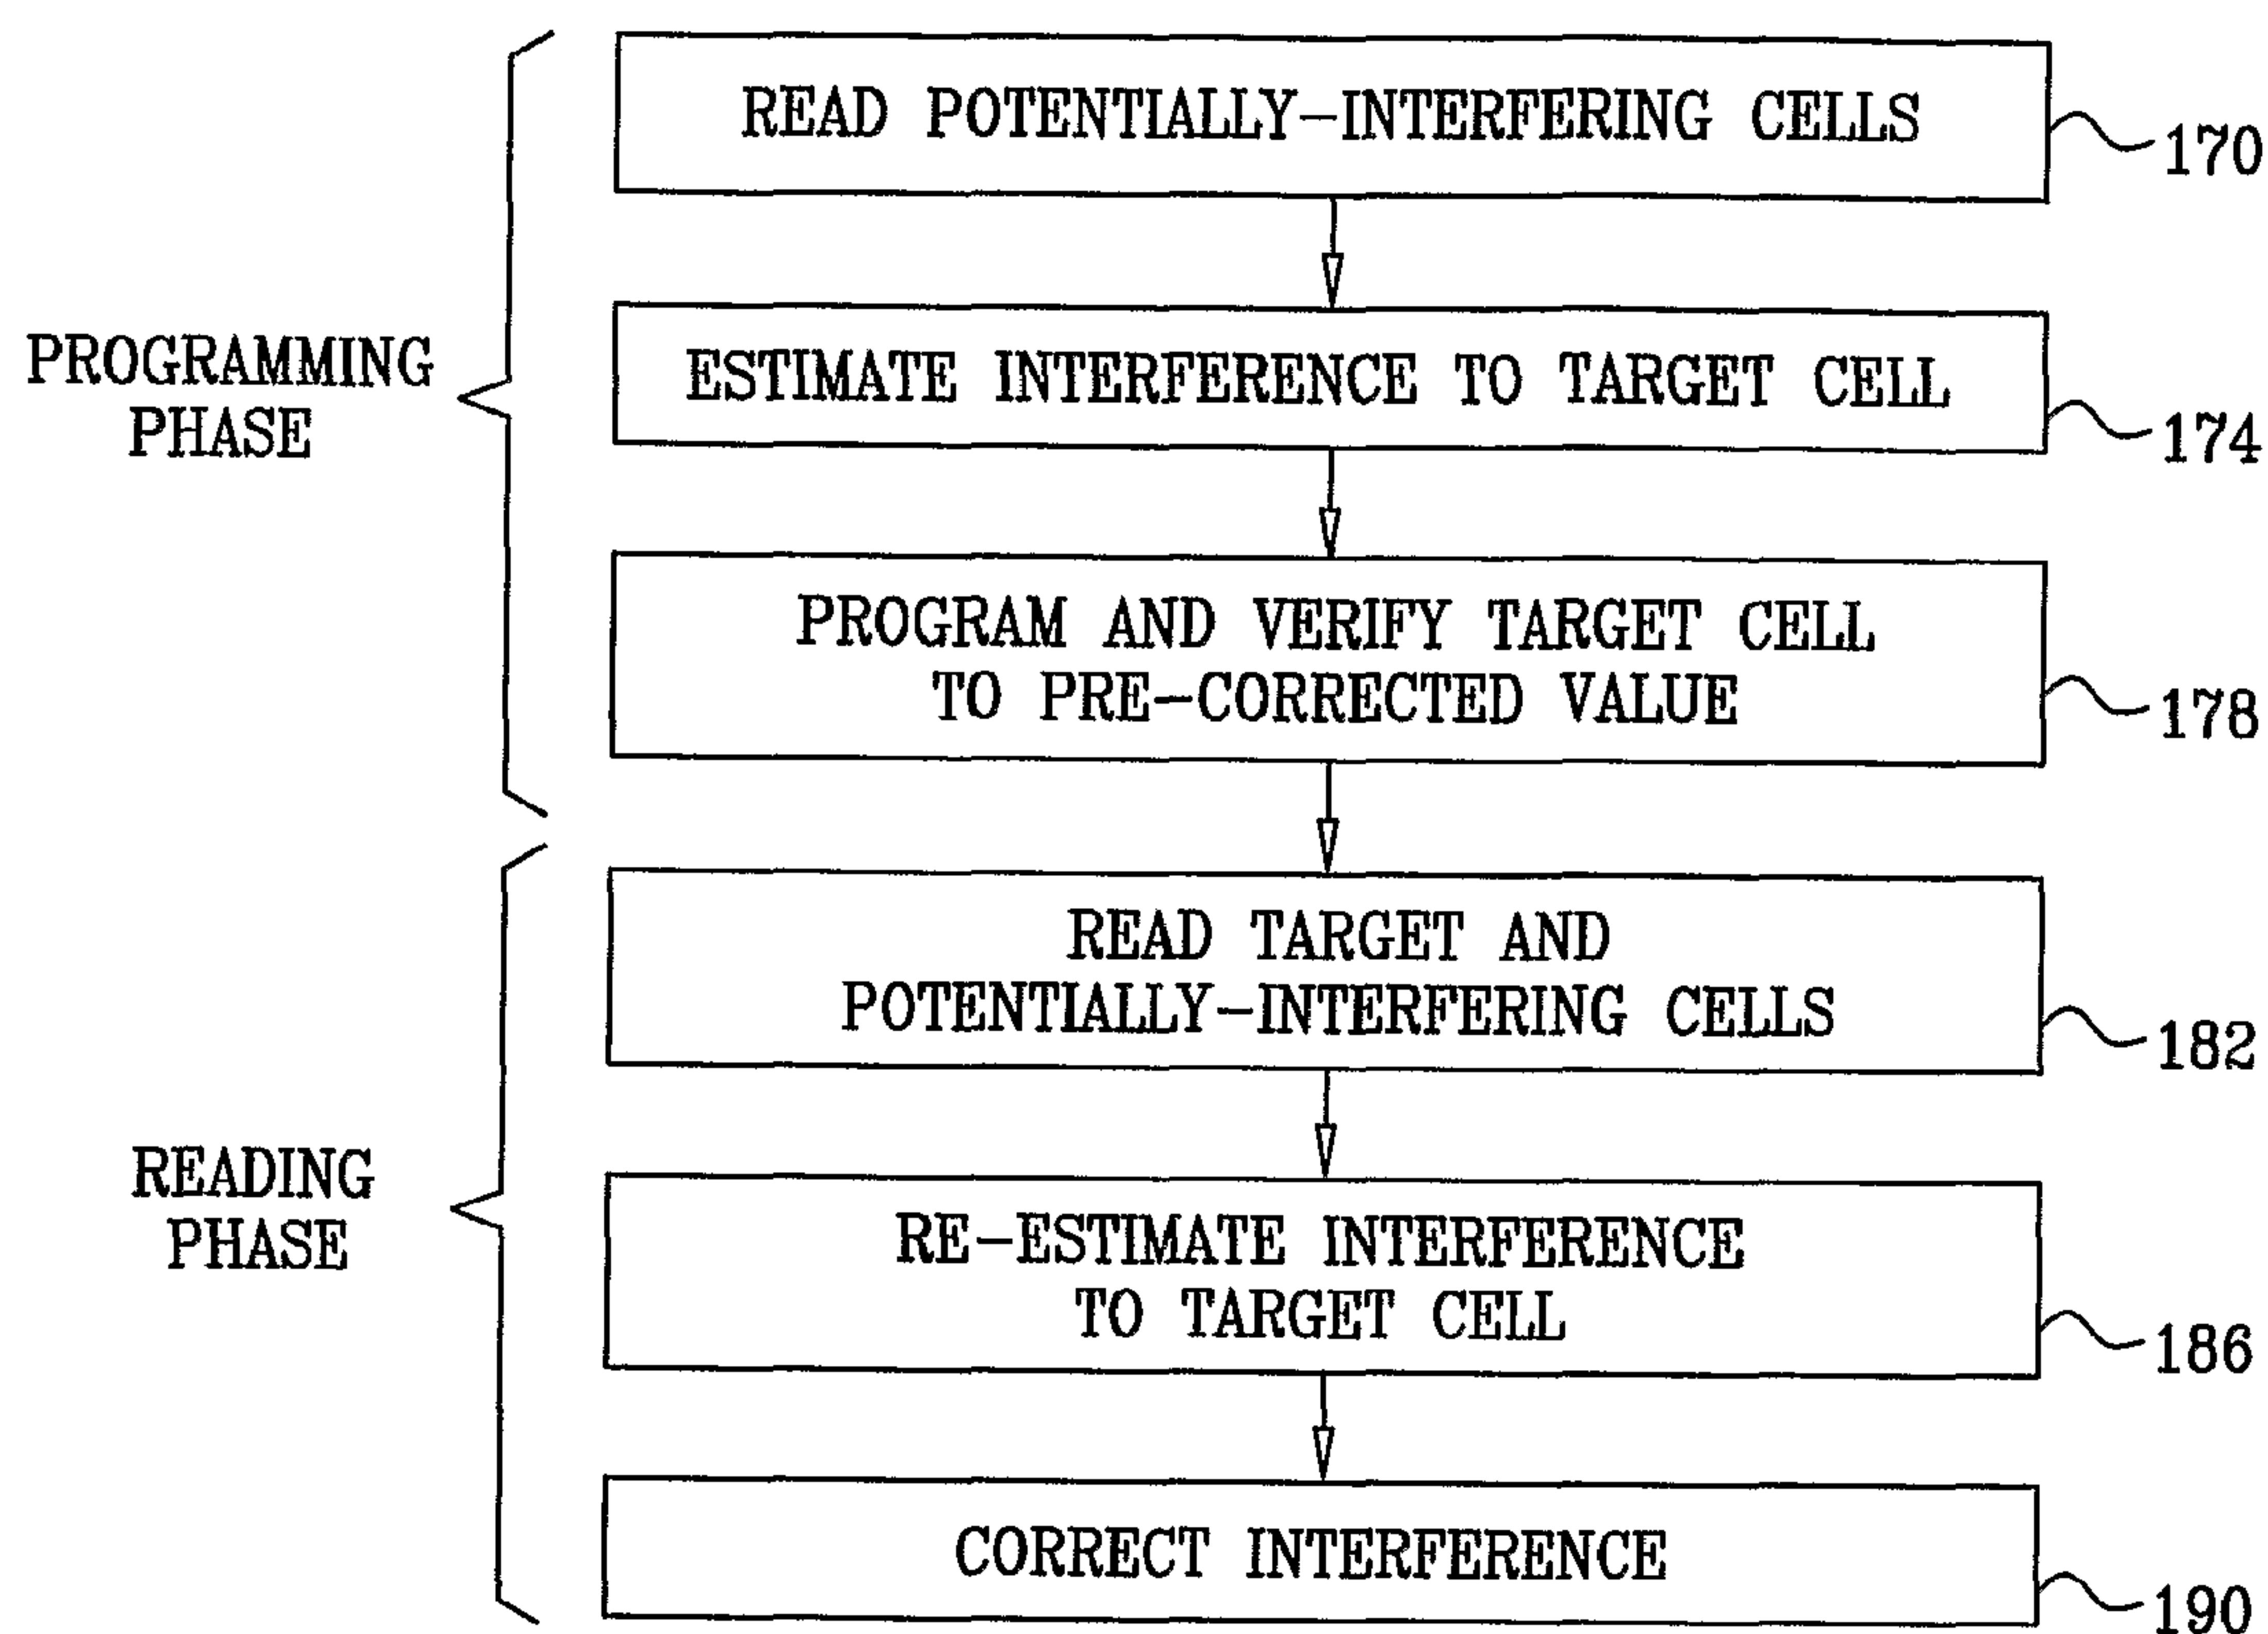 PROGRAMMING
PHASE
READ POTENTIALLY-INTERFERING CELLS
170
ESTIMATE INTERFERENCE TO TARGET CELL
174
PROGRAM AND VERIFY TARGET CELL
TO PRE-CORRECTED VALUE
178
READING
PHASE
READ TARGET AND
POTENTIALLY-INTERFERING CELLS
182
RE-ESTIMATE INTERFERENCE
TO TARGET CELL
186
CORRECT INTERFERENCE
190